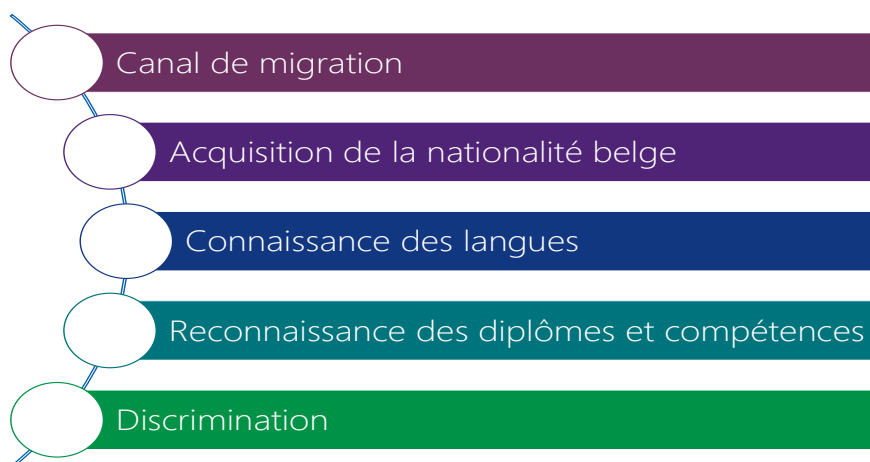 Canal de migration
Acquisition de la nationalité belge
Connaissance des langues
Reconnaissance des diplômes et compétences
Discrimination